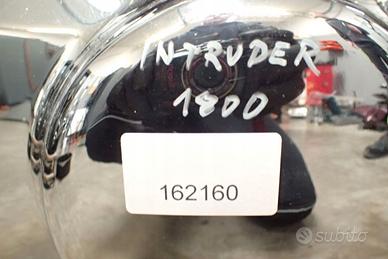 INTRUDER
1800
162160
subito